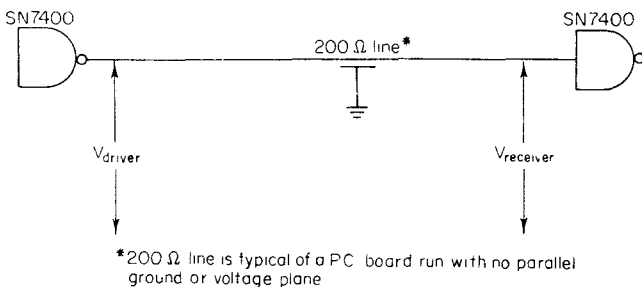 SN7400
SN7400
200 Ω line*
Vdriver
Vreceiver
*200 Ω line is typical of a PC board run with no parallel
ground or voltage plane